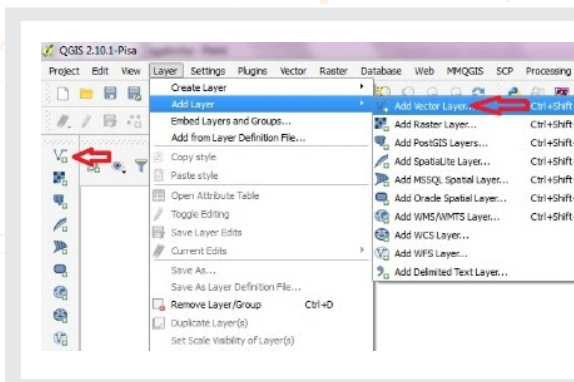 QGIS 2.10.1-Pisa
Project Edit View Layer Settings Plugins Vector Raster Database Web MMQGIS SCP Processing
Create Layer
Add Layer
Embed Layers and Groups...
Add from Layer Definition File...
Copy style
Paste style
Open Attribute Table
Toggle Editing
Save Layer Edits
Current Edits
Save As...
Save As Layer Definition File...
Remove Layer/Group Ctrl+D
Duplicate Layer(s)
Set Scale Visibility of Layer(s)
Add Vector Layer... Ctrl+Shift
Add Raster Layer... Ctrl+Shift
Add PostGIS Layers... Ctrl+Shift
Add SpatiaLite Layer... Ctrl+Shift
Add MSSQL Spatial Layer... Ctrl+Shift
Add Oracle Spatial Layer... Ctrl+Shift
Add WMS/WMTS Layer... Ctrl+Shift
Add WCS Layer...
Add WFS Layer...
Add Delimited Text Layer...